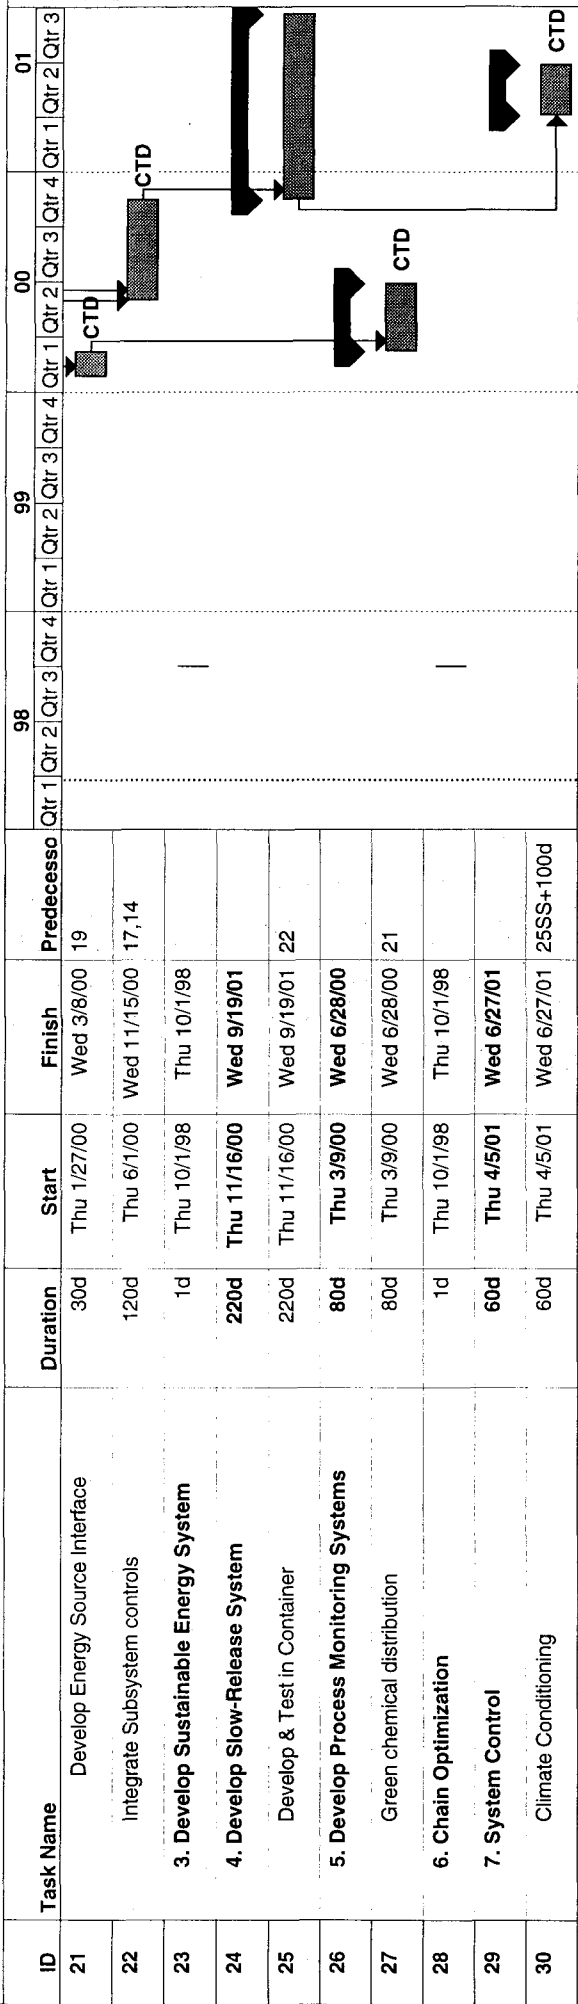 ID Task Name Duration Start Finish Predecesso
98 99 00 01
Qtr 1 Qtr 2 Qtr 3 Qtr 4 Qtr 1 Qtr 2 Qtr 3 Qtr 4 Qtr 1 Qtr 2 Qtr 3 Qtr 4 Qtr 1 Qtr 2 Qtr 3
21 Develop Energy Source Interface 30d Thu 1/27/00 Wed 3/8/00 19 CTD
22 Integrate Subsystem controls 120d Thu 6/1/00 Wed 11/15/00 17,14 CTD
23 3. Develop Sustainable Energy System 1d Thu 10/1/98 Thu 10/1/98
24 4. Develop Slow-Release System 220d Thu 11/16/00 Wed 9/19/01
25 Develop & Test in Container 220d Thu 11/16/00 Wed 9/19/01 22
26 5. Develop Process Monitoring Systems 80d Thu 3/9/00 Wed 6/28/00
27 Green chemical distribution 80d Thu 3/9/00 Wed 6/28/00 21 CTD
28 6. Chain Optimization 1d Thu 10/1/98 Thu 10/1/98
29 7. System Control 60d Thu 4/5/01 Wed 6/27/01
30 Climate Conditioning 60d Thu 4/5/01 Wed 6/27/01 25SS+100d CTD